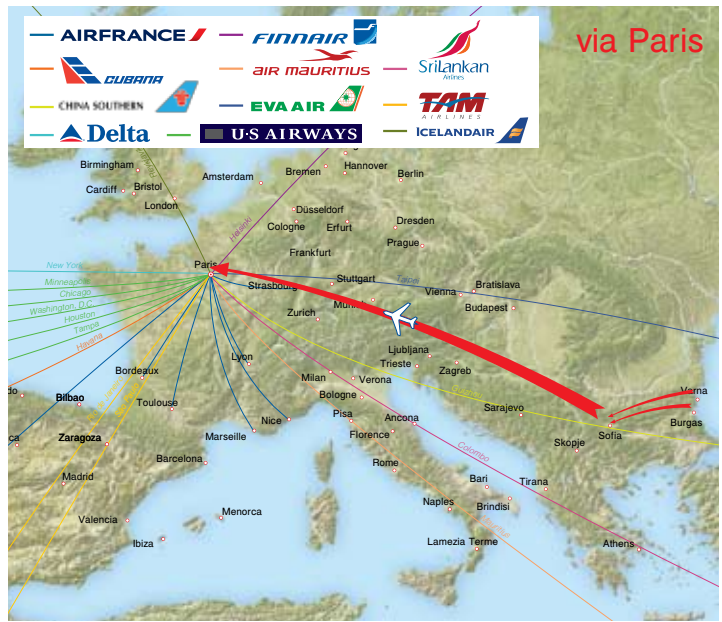 via Paris
AIRFRANCE
FINNAIR
CUBANA
AIR MAURITIUS
SriLankan
Airlines
CHINA SOUTHERN
EVA AIR
TAM
AIRLINES
Delta
U·S AIRWAYS
ICELANDAIR
Birmingham
Cardiff
Bristol
London
Amsterdam
Bremen
Hannover
Berlin
Düsseldorf
Cologne
Erfurt
Dresden
Prague
Frankfurt
Helsinki
Paris
New York
Minneapolis
Chicago
Washington, D.C.
Houston
Tampa
Havana
Strasbourg
Stuttgart
Taipei
Vienna
Bratislava
Budapest
Zurich
Ljubljana
Trieste
Zagreb
Lyon
Milan
Verona
Bologna
Bordeaux
Toulouse
Bilbao
Zaragoza
Marseille
Nice
Pisa
Florence
Ancona
Sarajevo
Varna
Burgas
Sofia
Skopje
Colombo
Barcelona
Madrid
Rome
Bari
Tirana
Valencia
Menorca
Ibiza
Naples
Brindisi
Lamezia Terme
Athens